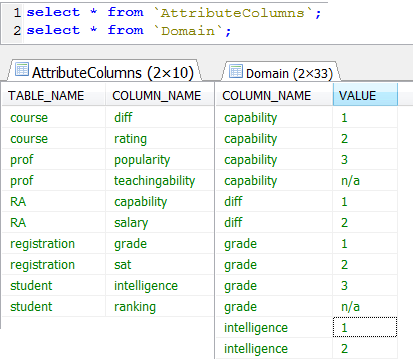 1 select * from `AttributeColumns`;
2 select * from `Domain`;
AttributeColumns (2×10) Domain (2×33)
TABLE_NAME COLUMN_NAME COLUMN_NAME VALUE
course diff capability 1
course rating capability 2
prof popularity capability 3
prof teachingability capability n/a
RA capability diff 1
RA salary diff 2
registration grade grade 1
registration sat grade 2
student intelligence grade 3
student ranking grade n/a
intelligence 1
intelligence 2